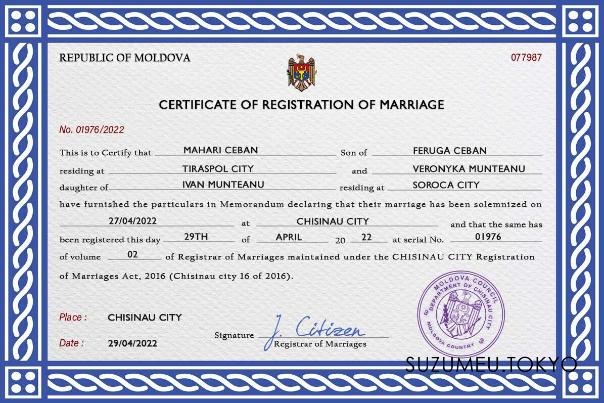 REPUBLIC OF MOLDOVA 077987
CERTIFICATE OF REGISTRATION OF MARRIAGE
No. 01976/2022
This is to Certify that MAHARI CEBAN Son of FERUGA CEBAN
residing at TIRASPOL CITY and VERONYKA MUNTEANU
daughter of IVAN MUNTEANU residing at SOROCA CITY
have furnished the particulars in Memorandum declaring that their marriage has been solemnized on
27/04/2022 at CHISINAU CITY and that the same has
been registered this day 29TH of APRIL 20 22 at serial No. 01976
of volume 02 of Registrar of Marriages maintained under the CHISINAU CITY Registration
of Marriages Act, 2016 (Chisinau city 16 of 2016).
MOLDOVA COUNCIL
DEPARTMENT OF CHISINAU CITY
MOLDOVA COUNTRY
Place : CHISINAU CITY
Signature J. Citizen
Date : 29/04/2022 Registrar of Marriages
SUZUMEU.TOKYO